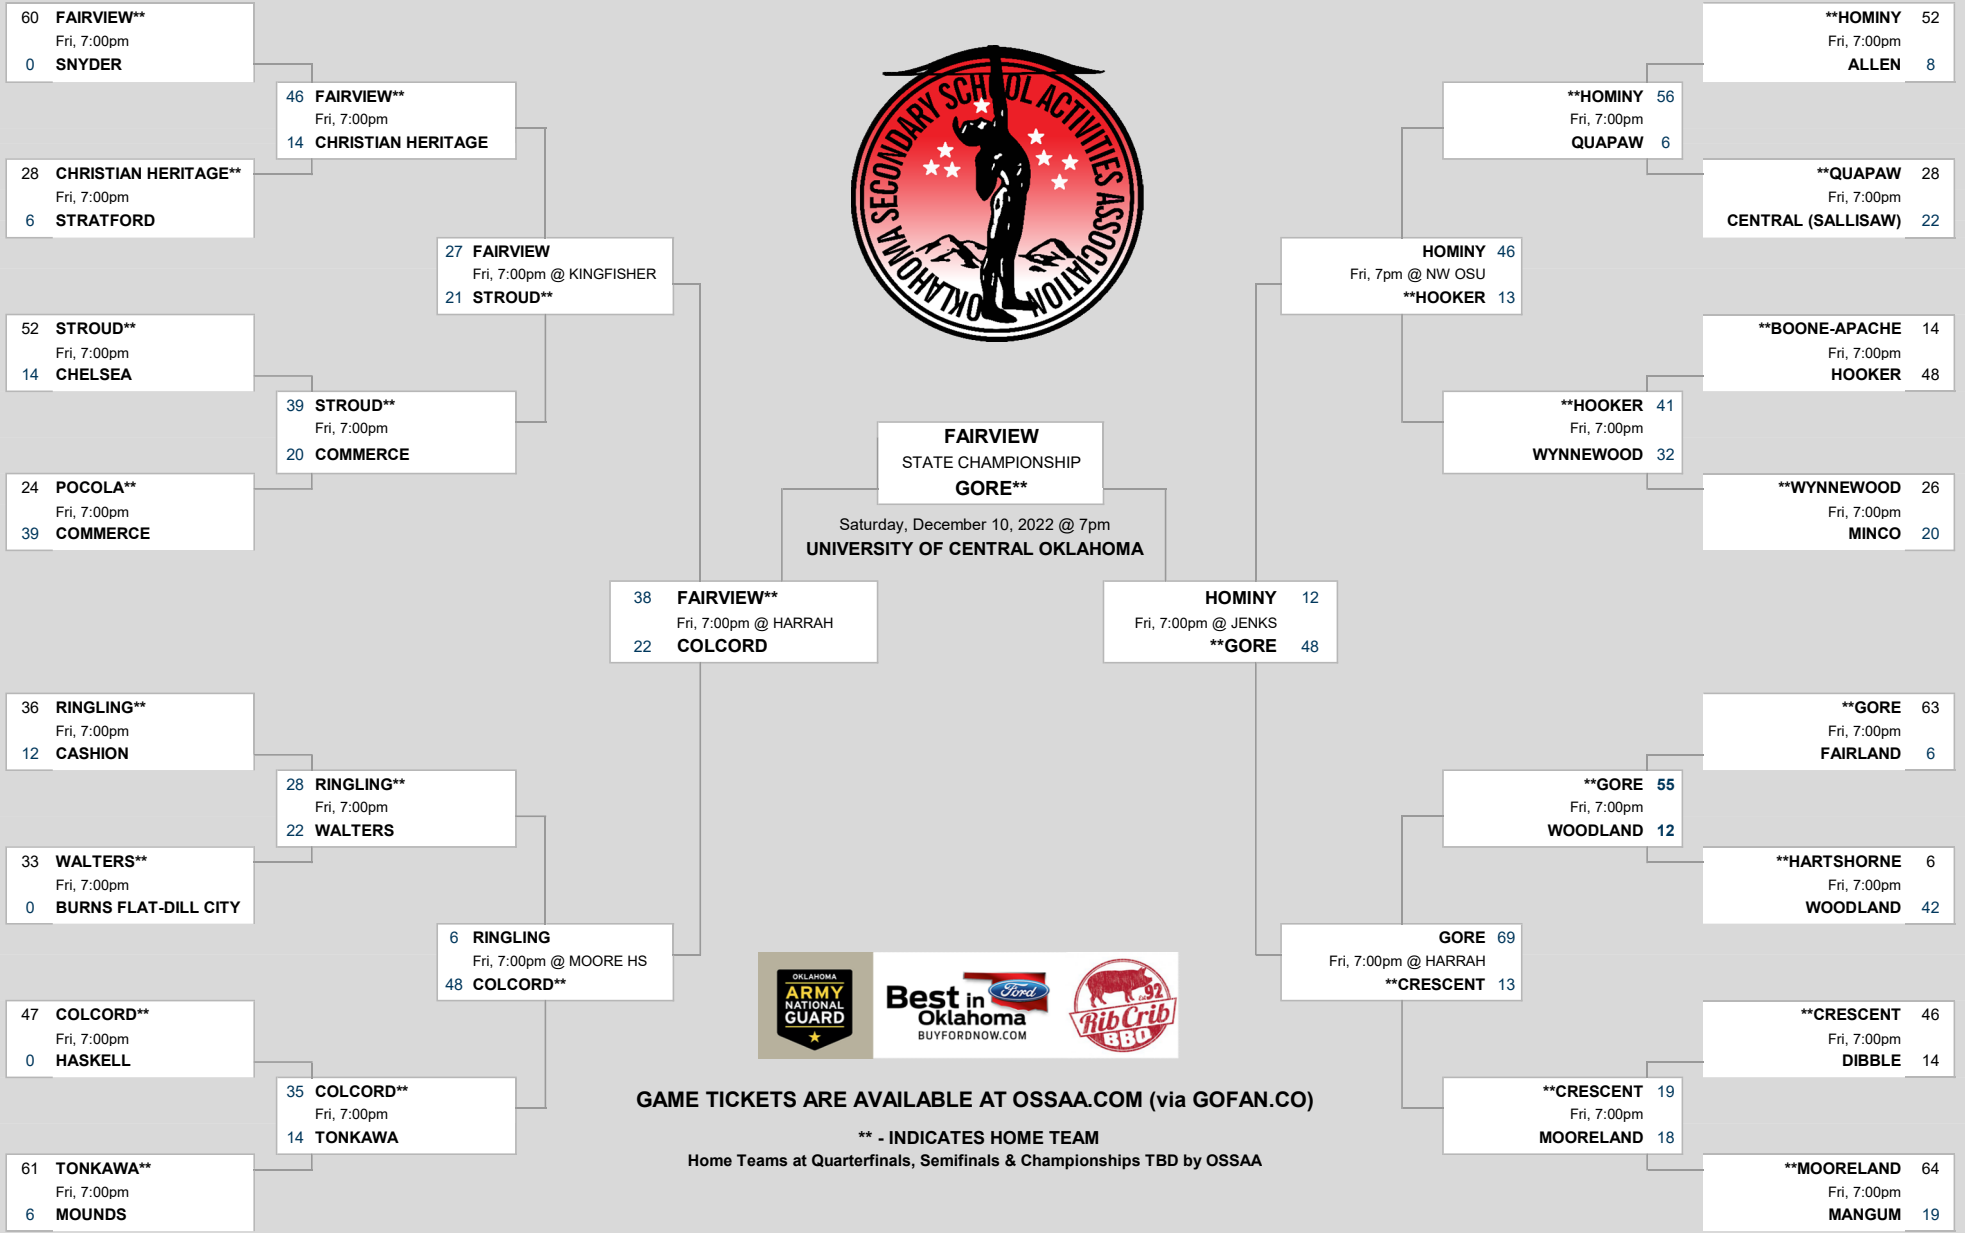 60 FAIRVIEW**
Fri, 7:00pm
0 SNYDER
28 CHRISTIAN HERITAGE**
Fri, 7:00pm
6 STRATFORD
52 STROUD**
Fri, 7:00pm
14 CHELSEA
24 POCOLA**
Fri, 7:00pm
39 COMMERCE
36 RINGLING**
Fri, 7:00pm
12 CASHION
33 WALTERS**
Fri, 7:00pm
0 BURNS FLAT-DILL CITY
47 COLCORD**
Fri, 7:00pm
0 HASKELL
61 TONKAWA**
Fri, 7:00pm
6 MOUNDS
46 FAIRVIEW**
Fri, 7:00pm
14 CHRISTIAN HERITAGE
39 STROUD**
Fri, 7:00pm
20 COMMERCE
28 RINGLING**
Fri, 7:00pm
22 WALTERS
35 COLCORD**
Fri, 7:00pm
14 TONKAWA
27 FAIRVIEW
Fri, 7:00pm @ KINGFISHER
21 STROUD**
6 RINGLING
Fri, 7:00pm @ MOORE HS
48 COLCORD**
38 FAIRVIEW**
Fri, 7:00pm @ HARRAH
22 COLCORD
OKLAHOMA SECONDARY SCHOOL ACTIVITIES ASSOCIATION
FAIRVIEW
STATE CHAMPIONSHIP
GORE**
Saturday, December 10, 2022 @ 7pm
UNIVERSITY OF CENTRAL OKLAHOMA
HOMINY 12
Fri, 7:00pm @ JENKS
**GORE 48
HOMINY 46
Fri, 7pm @ NW OSU
**HOOKER 13
GORE 69
Fri, 7:00pm @ HARRAH
**CRESCENT 13
**HOMINY 56
Fri, 7:00pm
QUAPAW 6
**HOOKER 41
Fri, 7:00pm
WYNNEWOOD 32
**GORE 55
Fri, 7:00pm
WOODLAND 12
**CRESCENT 19
Fri, 7:00pm
MOORELAND 18
**HOMINY 52
Fri, 7:00pm
ALLEN 8
**QUAPAW 28
Fri, 7:00pm
CENTRAL (SALLISAW) 22
**BOONE-APACHE 14
Fri, 7:00pm
HOOKER 48
**WYNNEWOOD 26
Fri, 7:00pm
MINCO 20
**GORE 63
Fri, 7:00pm
FAIRLAND 6
**HARTSHORNE 6
Fri, 7:00pm
WOODLAND 42
**CRESCENT 46
Fri, 7:00pm
DIBBLE 14
**MOORELAND 64
Fri, 7:00pm
MANGUM 19
OKLAHOMA
ARMY
NATIONAL
GUARD
Best in
Oklahoma
Ford
BUYFORDNOW.COM
Est. 92
Rib Crib
BBQ
GAME TICKETS ARE AVAILABLE AT OSSAA.COM (via GOFAN.CO)
** - INDICATES HOME TEAM
Home Teams at Quarterfinals, Semifinals & Championships TBD by OSSAA